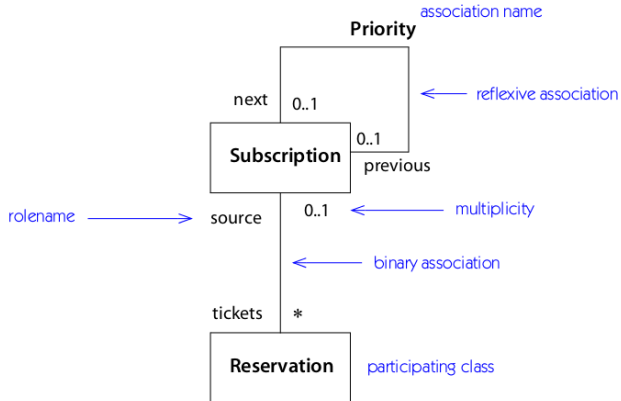 association name
Priority
next
0..1
reflexive association
0..1
Subscription
previous
rolename
source
0..1
multiplicity
binary association
tickets
*
Reservation
participating class